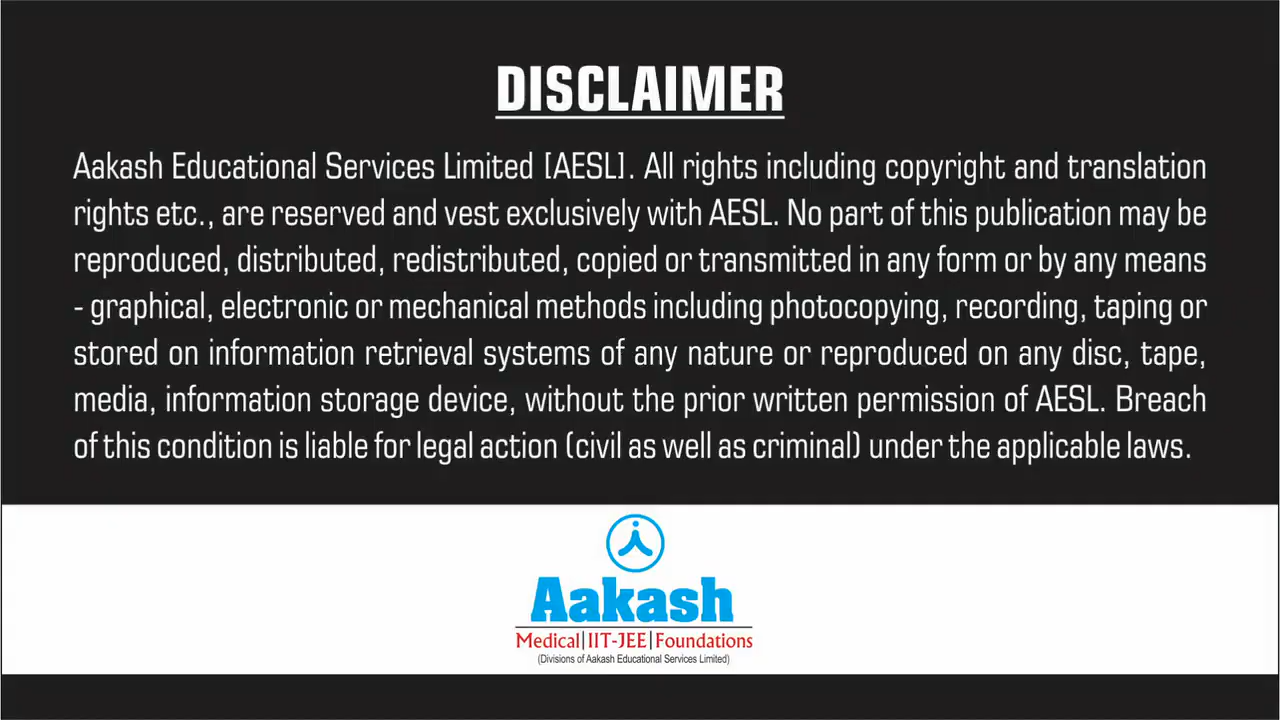 DISCLAIMER
Aakash Educational Services Limited [AESL]. All rights including copyright and translation
rights etc., are reserved and vest exclusively with AESL. No part of this publication may be
reproduced, distributed, redistributed, copied or transmitted in any form or by any means
- graphical, electronic or mechanical methods including photocopying, recording, taping or
stored on information retrieval systems of any nature or reproduced on any disc, tape,
media, information storage device, without the prior written permission of AESL. Breach
of this condition is liable for legal action (civil as well as criminal) under the applicable laws.
Aakash
Medical|IIT-JEE|Foundations
(Divisions of Aakash Educational Services Limited)